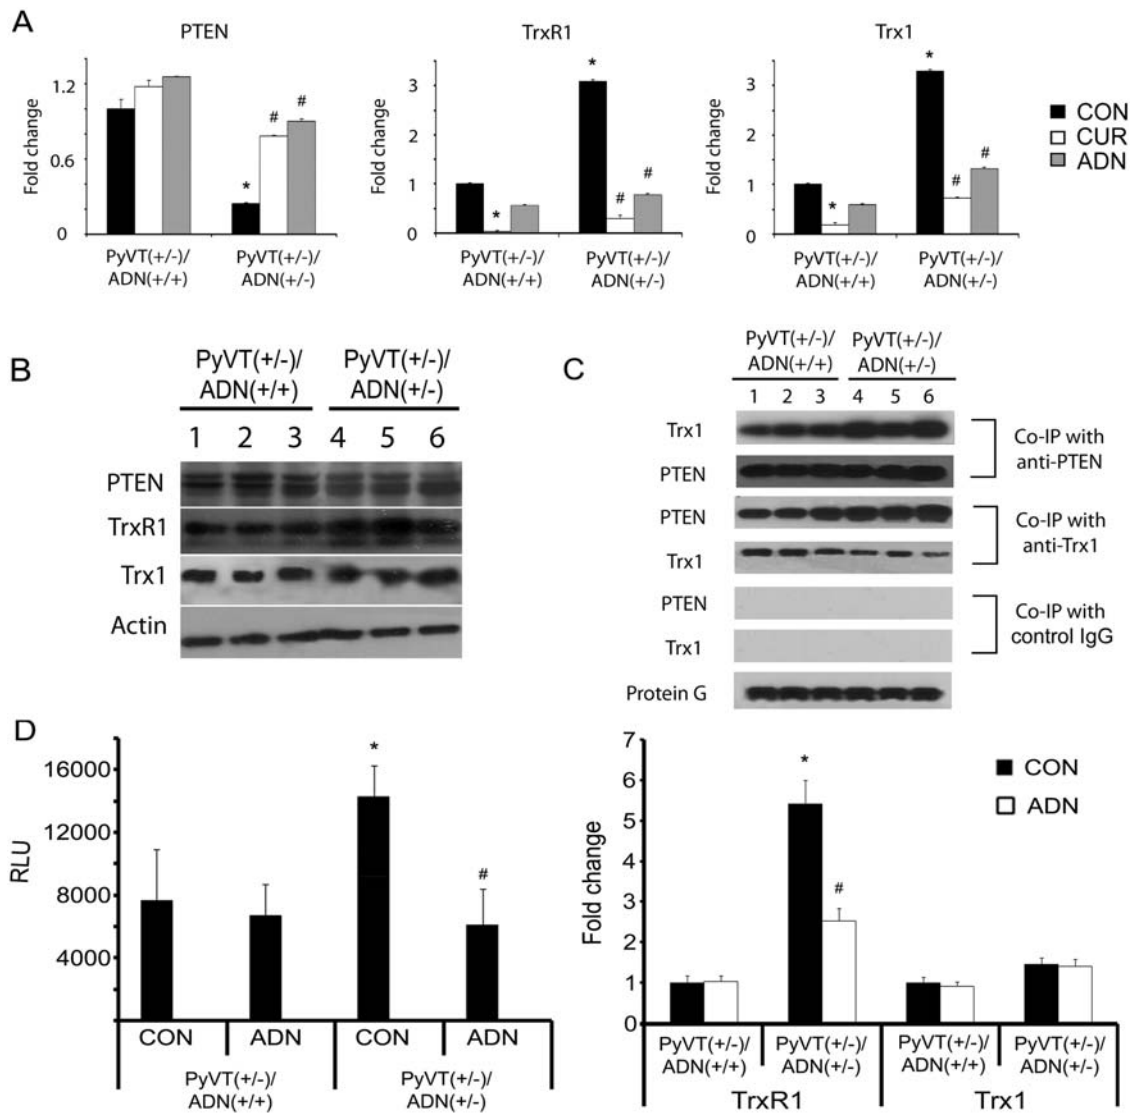 A
PTEN
TrxR1
Trx1
Fold change
1.2
0.6
0
*
#
#
PyVT(+/-)/
ADN(+/+)
PyVT(+/-)/
ADN(+/-)
Fold change
3
2
1
0
*
*
#
#
PyVT(+/-)/
ADN(+/+)
PyVT(+/-)/
ADN(+/-)
Fold change
3
2
1
0
*
*
#
#
PyVT(+/-)/
ADN(+/+)
PyVT(+/-)/
ADN(+/-)
CON
CUR
ADN
B
PyVT(+/-)/
ADN(+/+)
PyVT(+/-)/
ADN(+/-)
1 2 3 4 5 6
PTEN
TrxR1
Trx1
Actin
C
PyVT(+/-)/
ADN(+/+)
PyVT(+/-)/
ADN(+/-)
1 2 3 4 5 6
Trx1
PTEN
Co-IP with
anti-PTEN
PTEN
Trx1
Co-IP with
anti-Trx1
PTEN
Trx1
Co-IP with
control IgG
Protein G
D
RLU
16000
12000
8000
4000
*
#
CON ADN CON ADN
PyVT(+/-)/
ADN(+/+)
PyVT(+/-)/
ADN(+/-)
Fold change
7
6
5
4
3
2
1
0
*
#
CON
ADN
PyVT(+/-)/
ADN(+/+)
PyVT(+/-)/
ADN(+/-)
PyVT(+/-)/
ADN(+/+)
PyVT(+/-)/
ADN(+/-)
TrxR1 Trx1